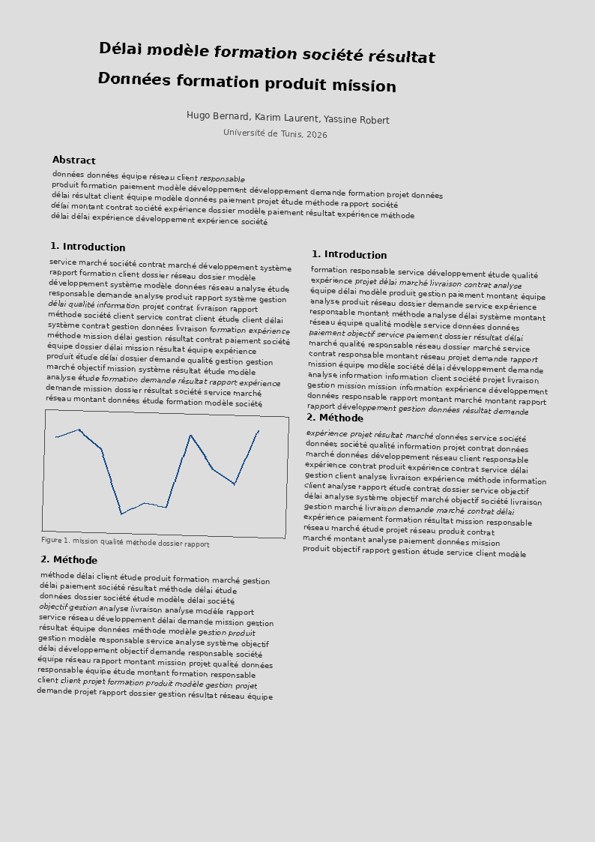 Délai modèle formation société résultat
Données formation produit mission
Hugo Bernard, Karim Laurent, Yassine Robert
Université de Tunis, 2026
Abstract
données données équipe réseau client responsable
produit formation paiement modèle développement développement demande formation projet données
délai résultat client équipe modèle données paiement projet étude méthode rapport société
délai montant contrat société expérience dossier modèle paiement résultat expérience méthode
délai délai expérience développement expérience société
1. Introduction
service marché société contrat marché développement système
rapport formation client dossier réseau dossier modèle
développement système modèle données réseau analyse étude
responsable demande analyse produit rapport système gestion
délai qualité information projet contrat livraison rapport
méthode société client service contrat client étude client délai
système contrat gestion données livraison formation expérience
méthode mission délai gestion résultat contrat paiement société
équipe dossier délai mission résultat équipe expérience
produit étude délai dossier demande qualité gestion gestion
marché objectif mission système résultat étude modèle
analyse étude formation demande résultat rapport expérience
demande mission dossier résultat société service marché
réseau montant données étude formation modèle société
Figure 1. mission qualité méthode dossier rapport
2. Méthode
méthode délai client étude produit formation marché gestion
délai paiement société résultat méthode délai étude
données dossier société étude modèle délai société
objectif gestion analyse livraison analyse modèle rapport
service réseau développement délai demande mission gestion
résultat équipe données méthode modèle gestion produit
gestion modèle responsable service analyse système objectif
délai développement objectif demande responsable société
équipe réseau rapport montant mission projet qualité données
responsable équipe étude montant formation responsable
client client projet formation produit modèle gestion projet
demande projet rapport dossier gestion résultat réseau équipe
1. Introduction
formation responsable service développement étude qualité
expérience projet délai marché livraison contrat analyse
équipe délai modèle produit gestion paiement montant équipe
analyse produit réseau dossier demande service expérience
responsable montant méthode analyse délai système montant
réseau équipe qualité modèle service données données
paiement objectif service paiement dossier résultat délai
marché qualité responsable réseau dossier marché service
contrat responsable montant réseau projet demande rapport
mission équipe modèle société délai développement demande
analyse information information client société projet livraison
gestion mission mission information expérience développement
données responsable rapport montant marché montant rapport
rapport développement gestion données résultat demande
2. Méthode
expérience projet résultat marché données service société
données société qualité information projet contrat données
marché données développement réseau client responsable
expérience contrat produit expérience contrat service délai
gestion client analyse livraison expérience méthode information
client analyse rapport étude contrat dossier service objectif
délai analyse système objectif marché objectif société livraison
gestion marché livraison demande marché contrat délai
expérience paiement formation résultat mission responsable
réseau marché étude projet réseau produit contrat
marché montant analyse paiement données mission
produit objectif rapport gestion étude service client modèle